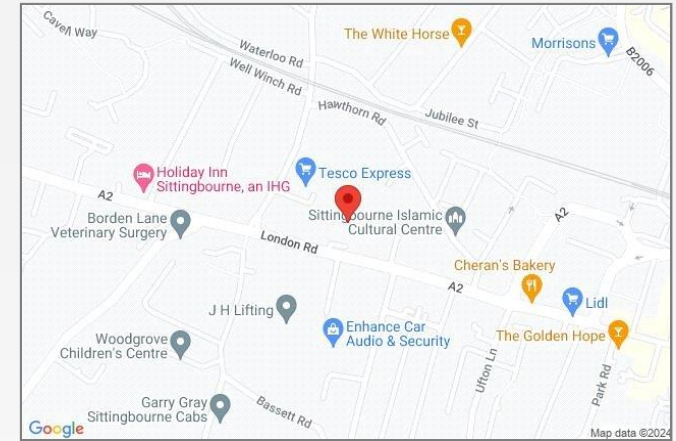 Cavell Way
Waterloo Rd
Well Winch Rd
The White Horse
Morrisons
B2006
Hawthorn Rd
Jubilee St
Holiday Inn
Sittingbourne, an IHG
Tesco Express
A2
Borden Lane
Veterinary Surgery
London Rd
Sittingbourne Islamic
Cultural Centre
A2
Cheran's Bakery
A2
Lidl
J H Lifting
Enhance Car
Audio & Security
The Golden Hope
Woodgrove
Children's Centre
Ufton Ln
Park Rd
Garry Gray
Sittingbourne Cabs
Bassett Rd
Google
Map data ©2024